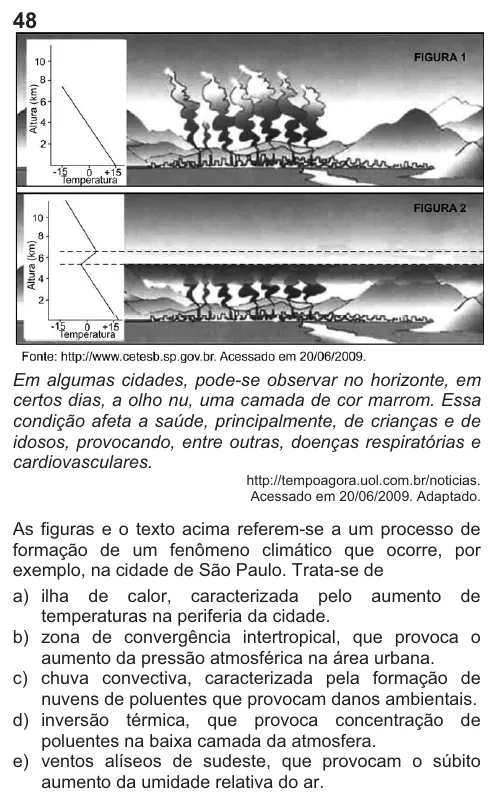 48
FIGURA 1
Altura (km)
10
8
6
4
2
-15 0 +15
Temperatura
FIGURA 2
Altura (km)
10
8
6
4
2
-15 0 +15
Temperatura
Fonte: http://www.cetesb.sp.gov.br. Acessado em 20/06/2009.
Em algumas cidades, pode-se observar no horizonte, em
certos dias, a olho nu, uma camada de cor marrom. Essa
condição afeta a saúde, principalmente, de crianças e de
idosos, provocando, entre outras, doenças respiratórias e
cardiovasculares.
http://tempoagora.uol.com.br/noticias.
Acessado em 20/06/2009. Adaptado.
As figuras e o texto acima referem-se a um processo de
formação de um fenômeno climático que ocorre, por
exemplo, na cidade de São Paulo. Trata-se de
a) ilha de calor, caracterizada pelo aumento de
temperaturas na periferia da cidade.
b) zona de convergência intertropical, que provoca o
aumento da pressão atmosférica na área urbana.
c) chuva convectiva, caracterizada pela formação de
nuvens de poluentes que provocam danos ambientais.
d) inversão térmica, que provoca concentração de
poluentes na baixa camada da atmosfera.
e) ventos alíseos de sudeste, que provocam o súbito
aumento da umidade relativa do ar.